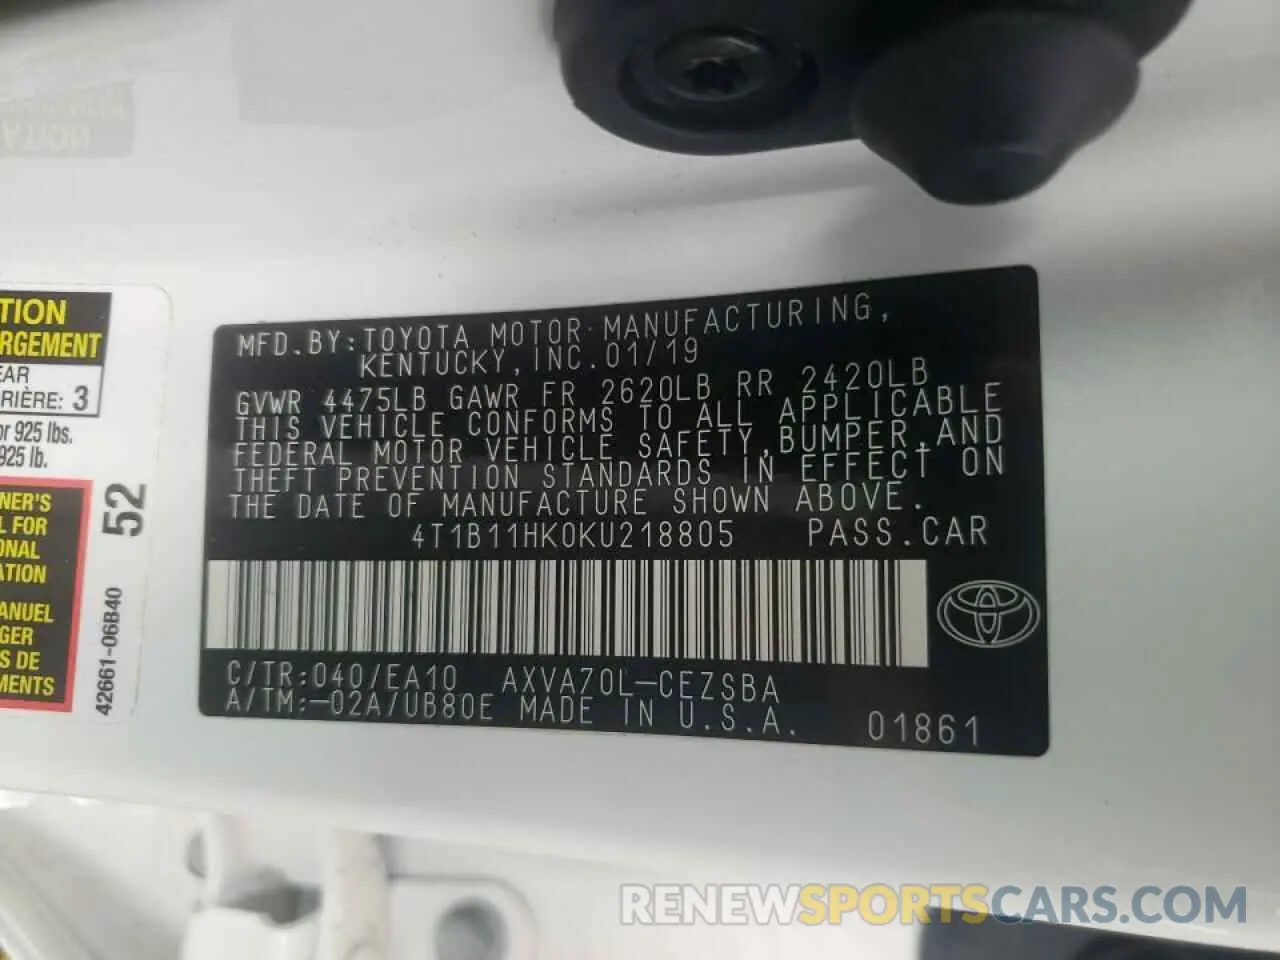 TION
RGEMENT
EAR
RIÈRE: 3
or 925 lbs.
925 lb.
NER'S
L FOR
ONAL
ATION
ANUEL
GER
S DE
MENTS
52
42661-06B40
MFD.BY:TOYOTA MOTOR MANUFACTURING,
KENTUCKY, INC.01/19
GVWR 4475LB GAWR FR 2620LB RR 2420LB
THIS VEHICLE CONFORMS TO ALL APPLICABLE
FEDERAL MOTOR VEHICLE SAFETY,BUMPER,AND
THEFT PREVENTION STANDARDS IN EFFECT ON
THE DATE OF MANUFACTURE SHOWN ABOVE.
4T1B11HK0KU218805 PASS.CAR
C/TR:040/EA10 AXVA70L-CEZSBA
A/TM:-02A/UB80E MADE IN U.S.A. 01861
RENEWSPORTSCARS.COM